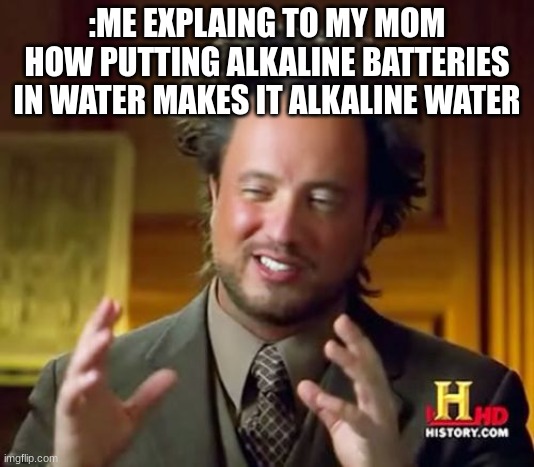 :ME EXPLAING TO MY MOM
HOW PUTTING ALKALINE BATTERIES
IN WATER MAKES IT ALKALINE WATER
H HD
HISTORY.COM
imgflip.com